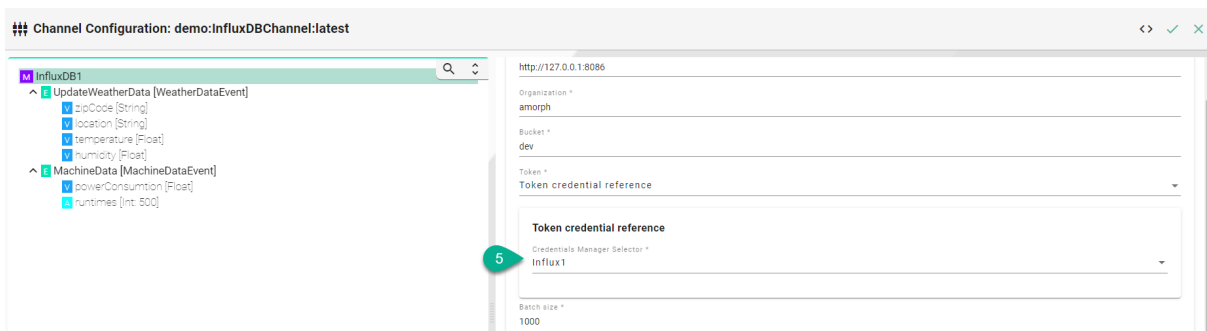 Channel Configuration: demo:InfluxDBChannel:latest
M InfluxDB1
E UpdateWeatherData [WeatherDataEvent]
V zipCode [String]
V location [String]
V temperature [Float]
V humidity [Float]
E MachineData [MachineDataEvent]
V powerConsumtion [Float]
A runtimes [Int: 500]
http://127.0.0.1:8086
Organization *
amorph
Bucket *
dev
Token *
Token credential reference
Token credential reference
5
Credentials Manager Selector *
Influx1
Batch size *
1000